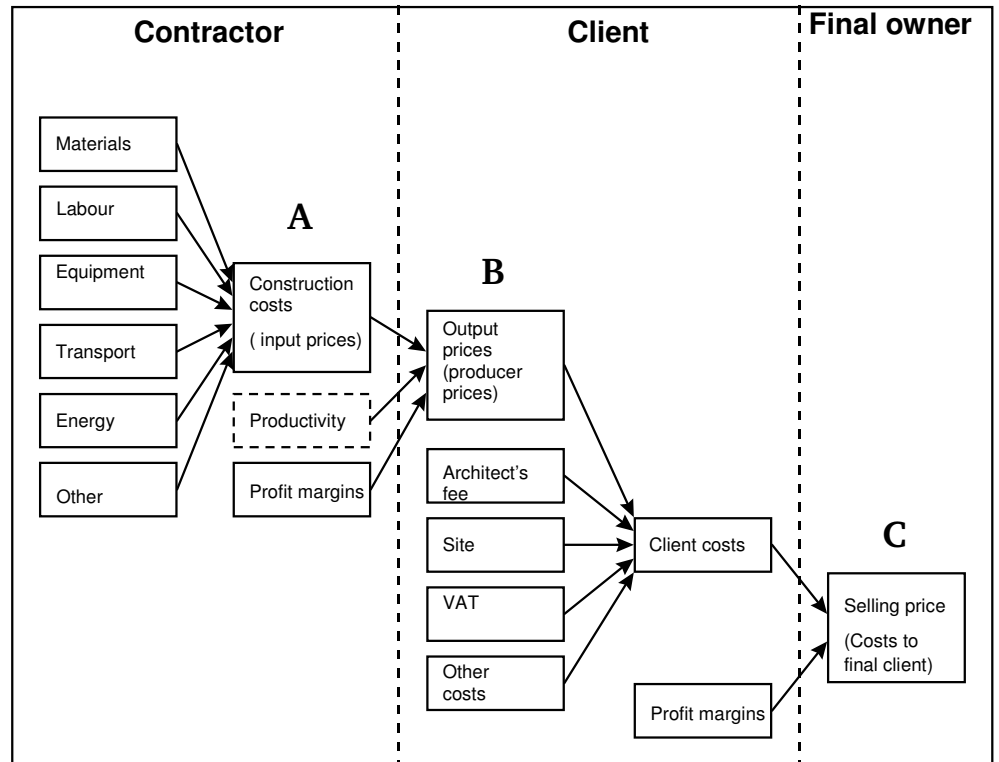 Contractor
Client
Final owner
Materials
Labour
Equipment
Transport
Energy
Other
A
Construction
costs
( input prices)
Productivity
Profit margins
B
Output
prices
(producer
prices)
Architect's
fee
Site
VAT
Other
costs
Client costs
Profit margins
C
Selling price
(Costs to
final client)